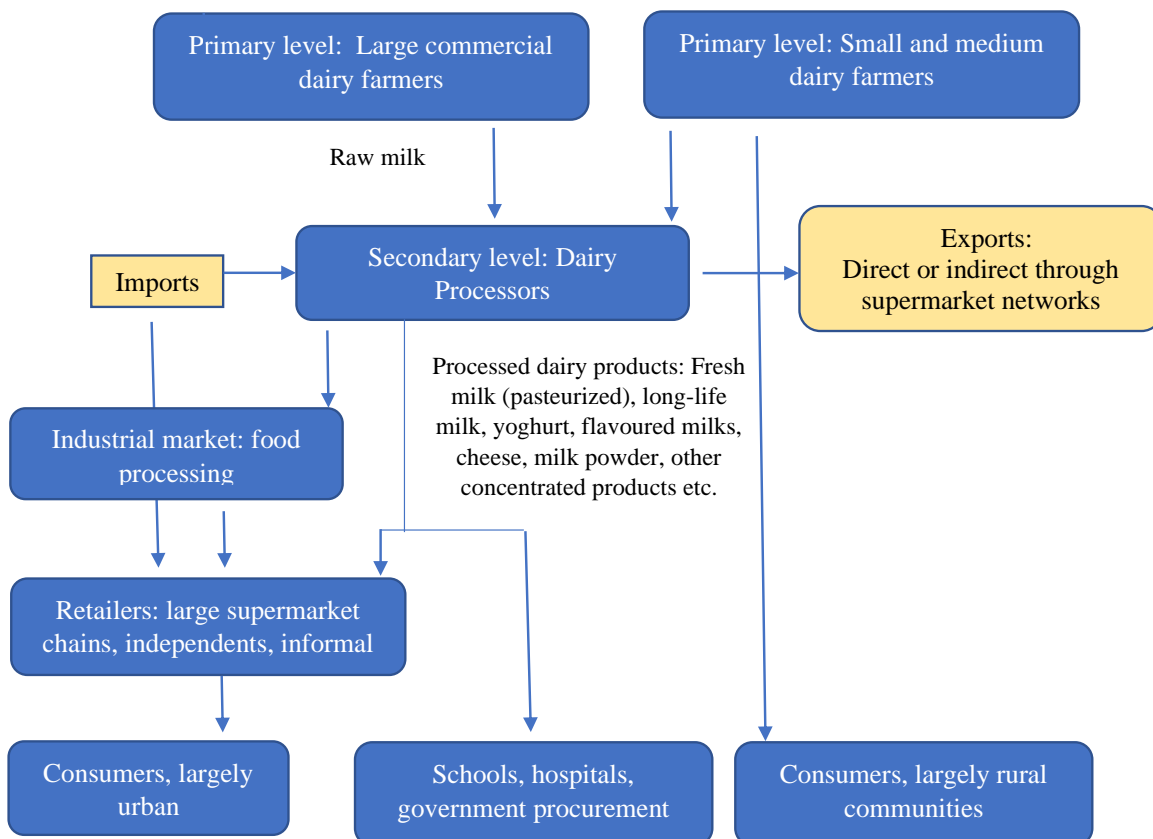 Primary level:  Large commercial
dairy farmers
Primary level: Small and medium
dairy farmers
Raw milk
Imports
Secondary level: Dairy
Processors
Exports:
Direct or indirect through
supermarket networks
Processed dairy products: Fresh
milk (pasteurized), long-life
milk, yoghurt, flavoured milks,
cheese, milk powder, other
concentrated products etc.
Industrial market: food
processing
Retailers: large supermarket
chains, independents, informal
Consumers, largely
urban
Schools, hospitals,
government procurement
Consumers, largely rural
communities